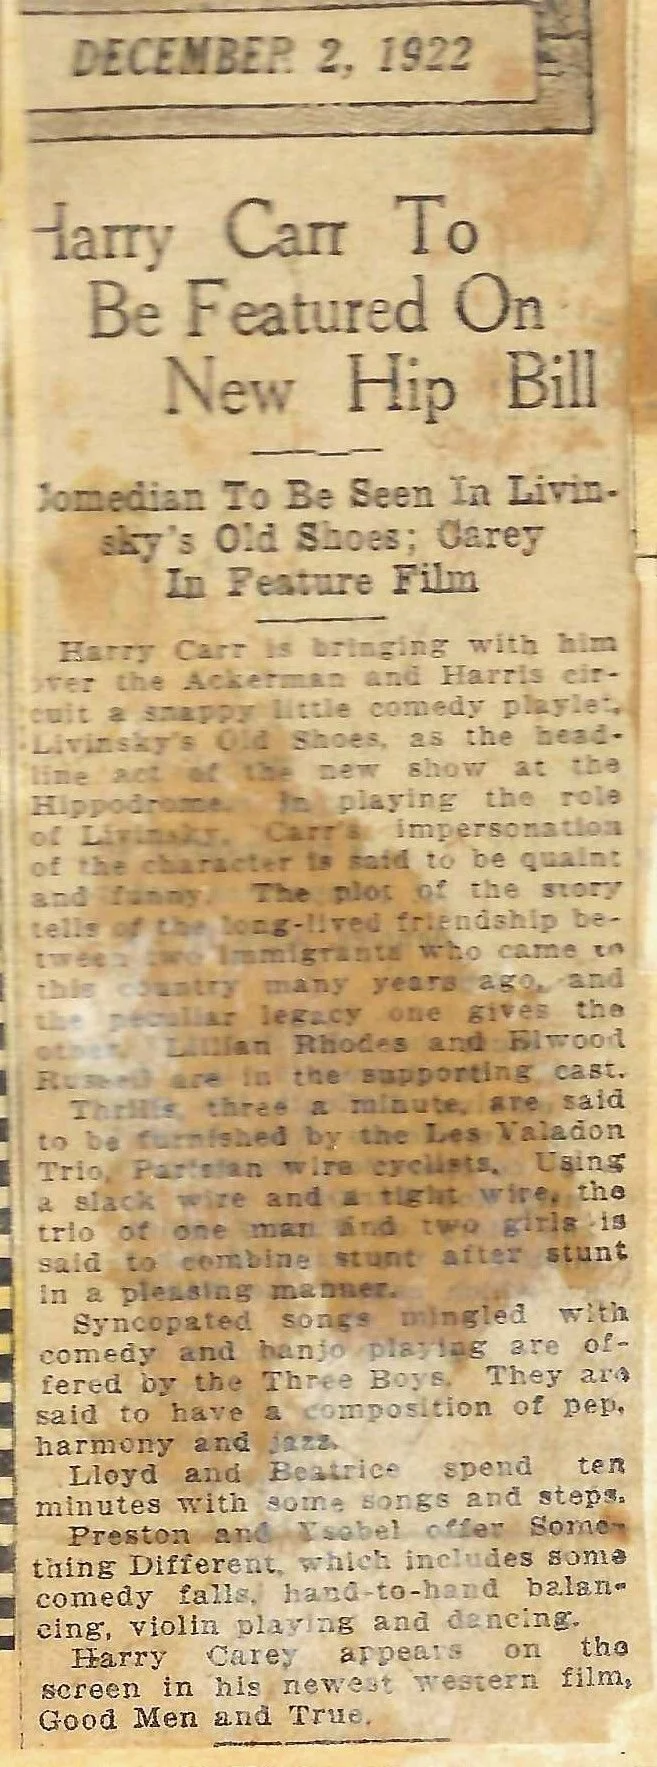 DECEMBER 2, 1922
Harry Carr To
Be Featured On
New Hip Bill
Comedian To Be Seen In Livin-
sky's Old Shoes; Carey
In Feature Film
Harry Carr is bringing with him
over the Ackerman and Harris cir-
cuit a snappy little comedy playlet,
Livinsky's Old Shoes, as the head-
line act of the new show at the
Hippodrome. In playing the role
of Livinsky, Carr's impersonation
of the character is said to be quaint
and funny. The plot of the story
tells of the long-lived friendship be-
tween two immigrants who came to
this country many years ago, and
the peculiar legacy one gives the
other. Lillian Rhodes and Elwood
Russell are in the supporting cast.
Thrills, three a minute, are said
to be furnished by the Les Valadon
Trio, Parisian wire cyclists. Using
a slack wire and a tight wire, the
trio of one man and two girls is
said to combine stunt after stunt
in a pleasing manner.
Syncopated songs mingled with
comedy and banjo playing are of-
fered by the Three Boys. They are
said to have a composition of pep,
harmony and jazz.
Lloyd and Beatrice spend ten
minutes with some songs and steps.
Preston and Ysobel offer Some-
thing Different, which includes some
comedy falls, hand-to-hand balan-
cing, violin playing and dancing.
Harry Carey appears on the
screen in his newest western film,
Good Men and True.